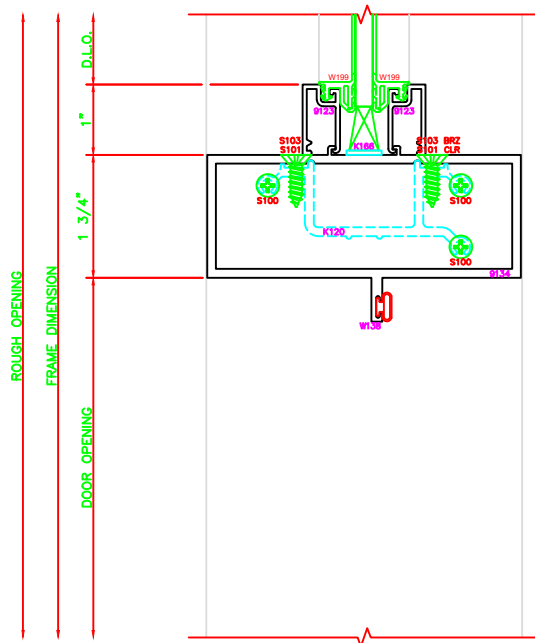 D.L.O.
W199 W199
1"
9123 9123
S103 S103 BRZ
S101 K166 S101 CLR
1 3/4"
S100 S100
K120
S100
9134
ROUGH OPENING
FRAME DIMENSION
DOOR OPENING
W138